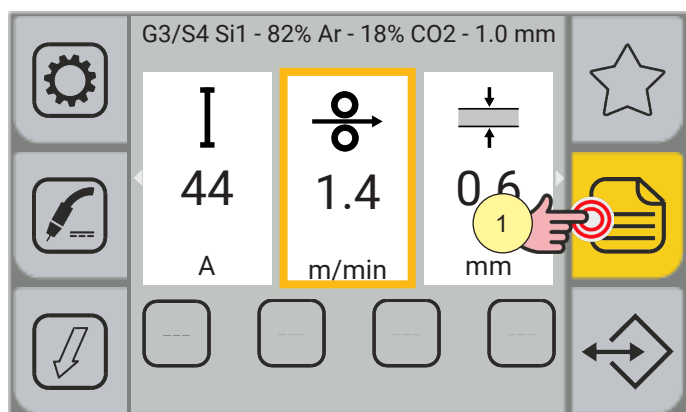 G3/S4 Si1 - 82% Ar - 18% CO2 - 1.0 mm
I
44
A
1.4
m/min
0.6
mm
1
---
---
---
---